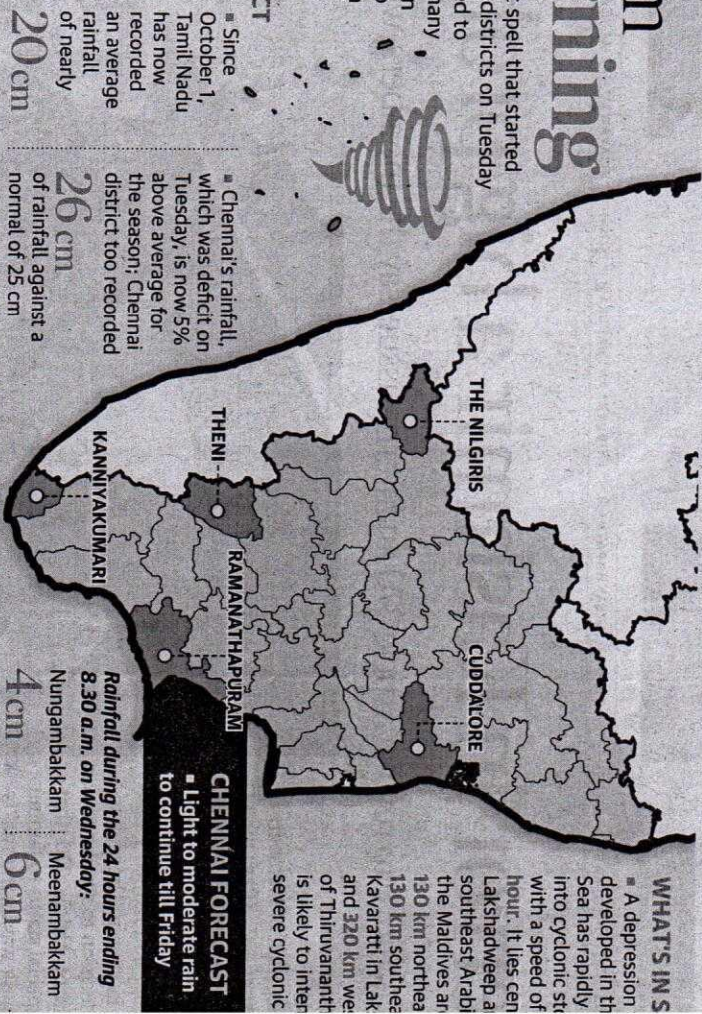 m
ning
spell that started
districts on Tuesday
d to
many
n
CT
▪ Since
October 1,
Tamil Nadu
has now
recorded
an average
rainfall
of nearly
20 cm
▪ Chennai's rainfall,
which was deficit on
Tuesday, is now 5%
above average for
the season; Chennai
district too recorded
26 cm
of rainfall against a
normal of 25 cm
THE NILGIRIS
THENI
KANNIYAKUMARI
RAMANATHAPURAM
CUDDALORE
WHAT'S IN S
▪ A depression
developed in th
Sea has rapidly
into cyclonic sto
with a speed of
hour. It lies cen
Lakshadweep a
southeast Arabi
the Maldives are
130 km northea
130 km southea
Kavaratti in Lak
and 320 km wes
of Thiruvananth
is likely to inten
severe cyclonic
CHENNAI FORECAST
▪ Light to moderate rain
to continue till Friday
Rainfall during the 24 hours ending
8.30 a.m. on Wednesday:
Nungambakkam
4 cm
Meenambakkam
6 cm